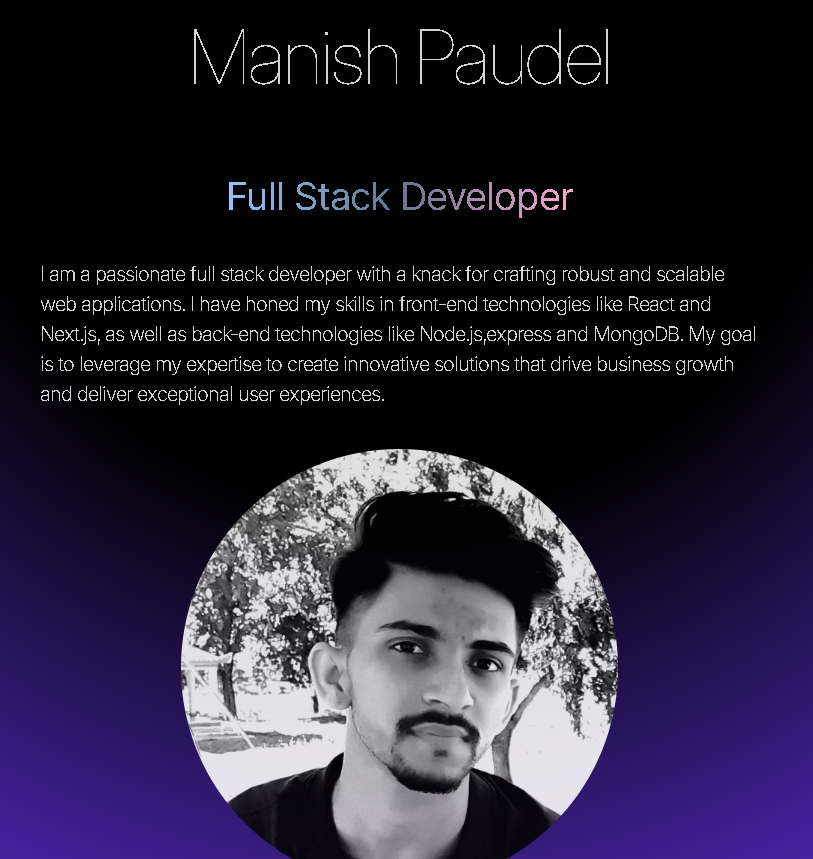 Manish Paudel
Full Stack Developer
I am a passionate full stack developer with a knack for crafting robust and scalable
web applications. I have honed my skills in front-end technologies like React and
Next.js, as well as back-end technologies like Node.js,express and MongoDB. My goal
is to leverage my expertise to create innovative solutions that drive business growth
and deliver exceptional user experiences.